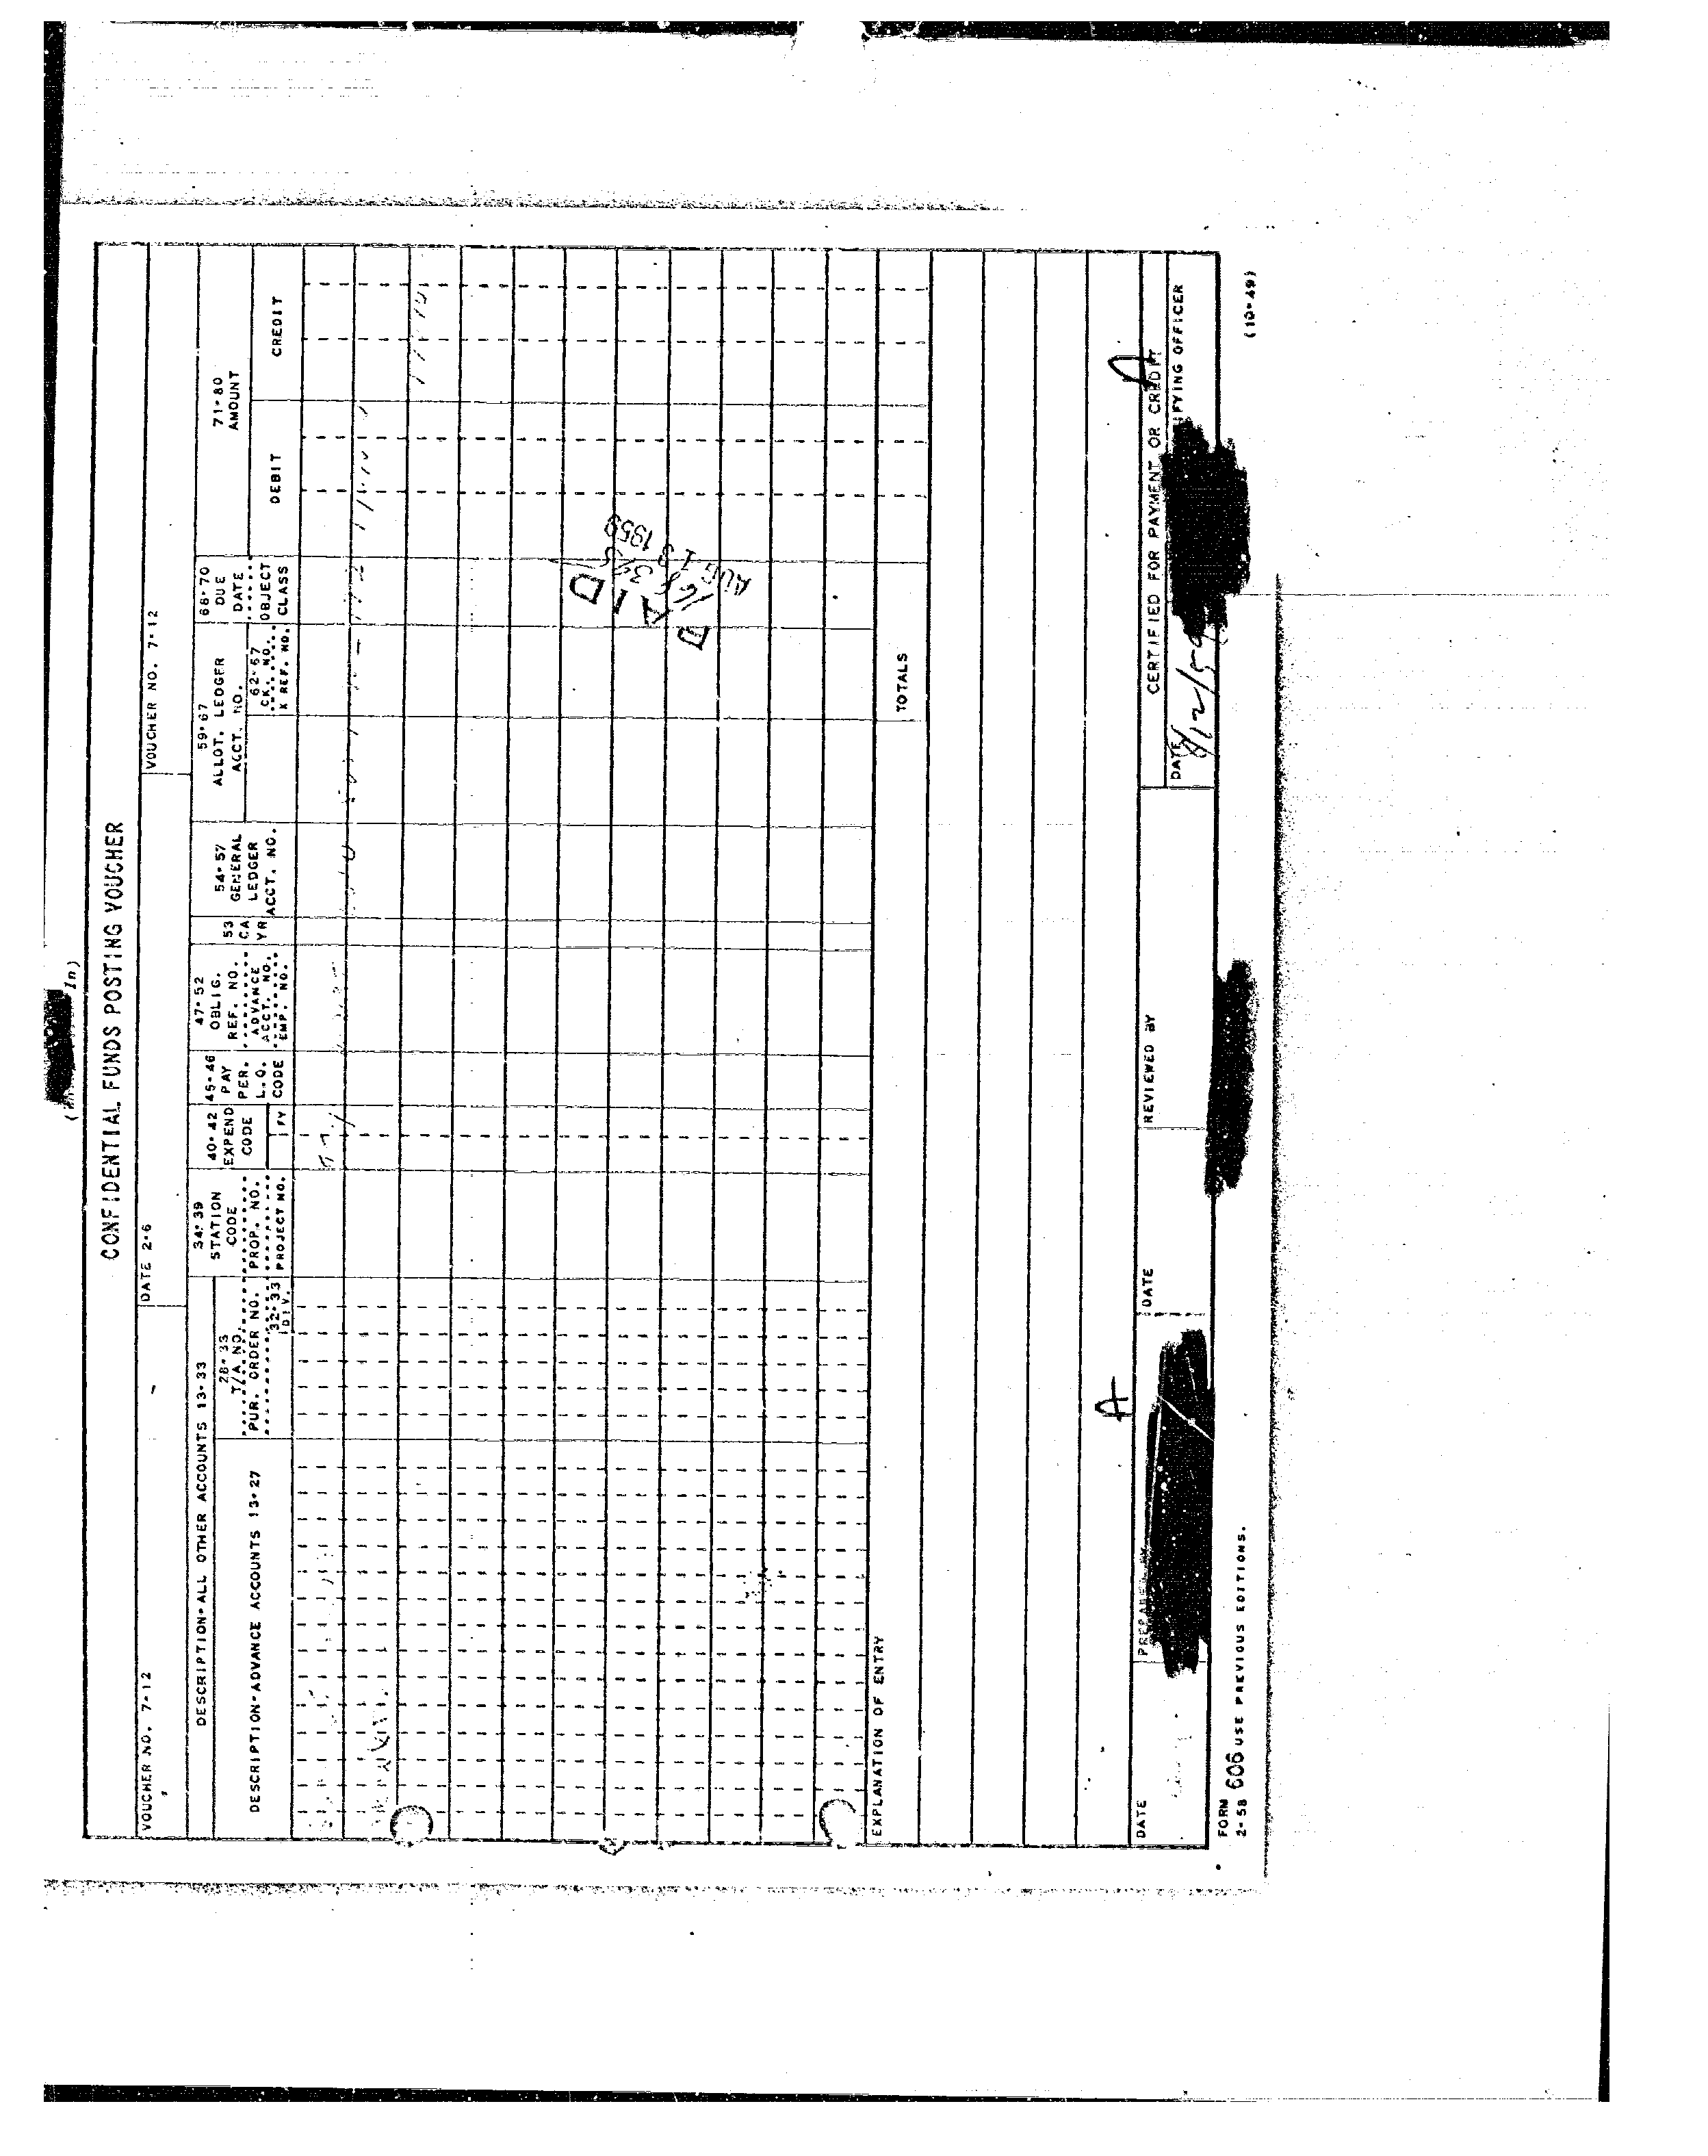 In)
CONFIDENTIAL FUNDS POSTING VOUCHER
VOUCHER NO. 7-12
DATE 2-6
VOUCHER NO. 7-12
DESCRIPTION-ALL OTHER ACCOUNTS 13-33
DESCRIPTION-ADVANCE ACCOUNTS 13-27
28-33
T/A NO.
PUR. ORDER NO.
32-33
DIV.
34-39
STATION
CODE
PROP. NO.
PROJECT NO.
40-42
EXPEND
CODE
FY
45-46
PAY
PER.
L.O.
CODE
47-52
OBLIG.
REF. NO.
ADVANCE
ACCT. NO.
EMP. NO.
53
CA
YR
54-57
GENERAL
LEDGER
ACCT. NO.
59-67
ALLOT. LEDGER
ACCT. NO.
62-67
CK. NO.
X REF. NO.
68-70
DUE
DATE
OBJECT
CLASS
71-80
AMOUNT
DEBIT
CREDIT
PAID
AUG 13 1959
EXPLANATION OF ENTRY
TOTALS
A
DATE
DATE
REVIEWED BY
CERTIFIED FOR PAYMENT OR CREDIT
DATE
8/12/59
FYING OFFICER
FORM
2-58
606
USE PREVIOUS EDITIONS.
(10-49)